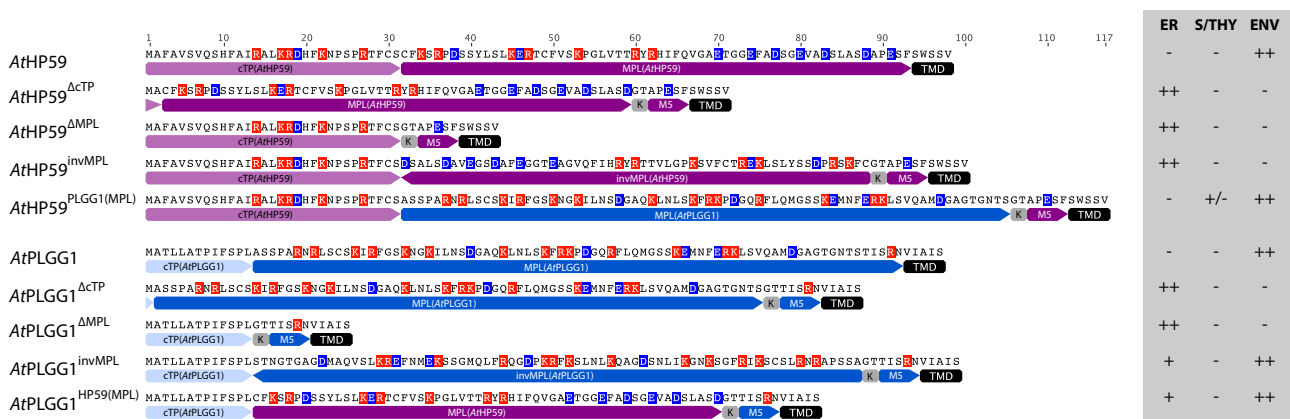 1 10 20 30 40 50 60 70 80 90 100 110 117 ER S/THY ENV
AtHP59 MAFAVSVQSHFAIRALKRDHFKNPSPRTFCSCFKSRPDSSYLSLKERTCFVSKPGLVTTRYRHIFQVGAETGGEFADSGEVADSLASDAPESFSWSSV - - ++
cTP(AtHP59) MPL(AtHP59) TMD
AtHP59ΔcTP MACFKSRPDSSYLSLKERTCFVSKPGLVTTRYRHIFQVGAETGGEFADSGEVADSLASDGTAPESFSWSSV ++ - -
MPL(AtHP59) K M5 TMD
AtHP59ΔMPL MAFAVSVQSHFAIRALKRDHFKNPSPRTFCSGTAPESFSWSSV ++ - -
cTP(AtHP59) K M5 TMD
AtHP59invMPL MAFAVSVQSHFAIRALKRDHFKNPSPRTFCSDSALSDAVEGSDAFEGGTEAGVQFIHRYRTTVLGPKSVFCTREKLSLYSSDPRSKFCGTAPESFSWSSV ++ - -
cTP(AtHP59) invMPL(AtHP59) K M5 TMD
AtHP59PLGG1(MPL) MAFAVSVQSHFAIRALKRDHFKNPSPRTFCSASSPARNRLSCSKIRFGSKNGKILNSDGAQKLNLSKFRKPDGQRFLQMGSSKEMNFERKLSVQAMDGAGTGNTSGTAPESFSWSSV - +/- ++
cTP(AtHP59) MPL(AtPLGG1) K M5 TMD
AtPLGG1 MATLLATPIFSPLASSPARNRLSCSKIRFGSKNGKILNSDGAQKLNLSKFRKPDGQRFLQMGSSKEMNFERKLSVQAMDGAGTGNTSTISRNVIAIS - - ++
cTP(AtPLGG1) MPL(AtPLGG1) TMD
AtPLGG1ΔcTP MASSPARNRLSCSKIRFGSKNGKILNSDGAQKLNLSKFRKPDGQRFLQMGSSKEMNFERKLSVQAMDGAGTGNTSGTTISRNVIAIS ++ - -
MPL(AtPLGG1) K M5 TMD
AtPLGG1ΔMPL MATLLATPIFSPLGTTISRNVIAIS ++ - -
cTP(AtPLGG1) K M5 TMD
AtPLGG1invMPL MATLLATPIFSPLSTNGTGAGDMAQVSLKREFNMEKSSGMQLFRQGDPKRFKSLNLKQAGDSNLIKGNKSGFRIKSCSLRNRAPSSAGTTISRNVIAIS + - ++
cTP(AtPLGG1) invMPL(AtPLGG1) K M5 TMD
AtPLGG1HP59(MPL) MATLLATPIFSPLCFKSRPDSSYLSLKERTCFVSKPGLVTTRYRHIFQVGAETGGEFADSGEVADSLASDGTTISRNVIAIS + - ++
cTP(AtPLGG1) MPL(AtHP59) K M5 TMD